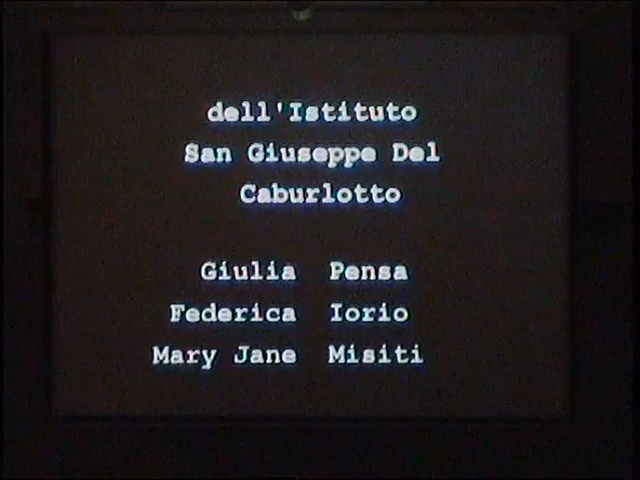 dell'Istituto
San Giuseppe Del
Caburlotto
Giulia Pensa
Federica Iorio
Mary Jane Misiti